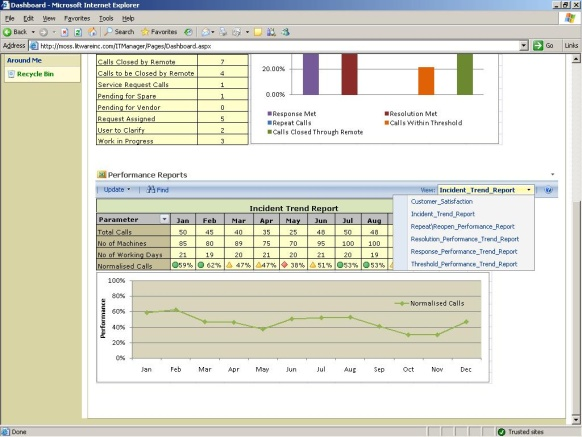 Dashboard - Microsoft Internet Explorer
File Edit View Favorites Tools Help
Back Search Favorites
Address http://moss.litwareinc.com/ITManager/Pages/Dashboard.aspx Go Links
Around Me
Recycle Bin
Calls Closed by Remote 7
Calls to be Closed by Remote 4
Service Request Calls 1
Pending for Spare 1
Pending for Vendor 0
Request Assigned 5
User to Clarify 2
Work in Progress 3
20.00%
0.00%
Response Met
Resolution Met
Repeat Calls
Calls Within Threshold
Calls Closed Through Remote
Performance Reports
Update Find View: Incident_Trend_Report
Customer_Satisfaction
Incident_Trend_Report
Repeat\Reopen_Performance_Report
Resolution_Performance_Trend_Report
Response_Performance_Trend_Report
Threshold_Performance_Trend_Report
Incident Trend Report
Parameter Jan Feb Mar Apr May Jun Jul Aug
Total Calls 50 45 40 35 25 48 50 48
No of Machines 85 80 89 75 70 95 100 100
No of Working Days 21 19 20 21 20 21 20 19
Normalised Calls 59% 62% 47% 47% 38% 51% 53% 53%
100%
80%
60%
40%
20%
0%
Performance
Normalised Calls
Jan Feb Mar Apr May Jun Jul Aug Sep Oct Nov Dec
Done Trusted sites